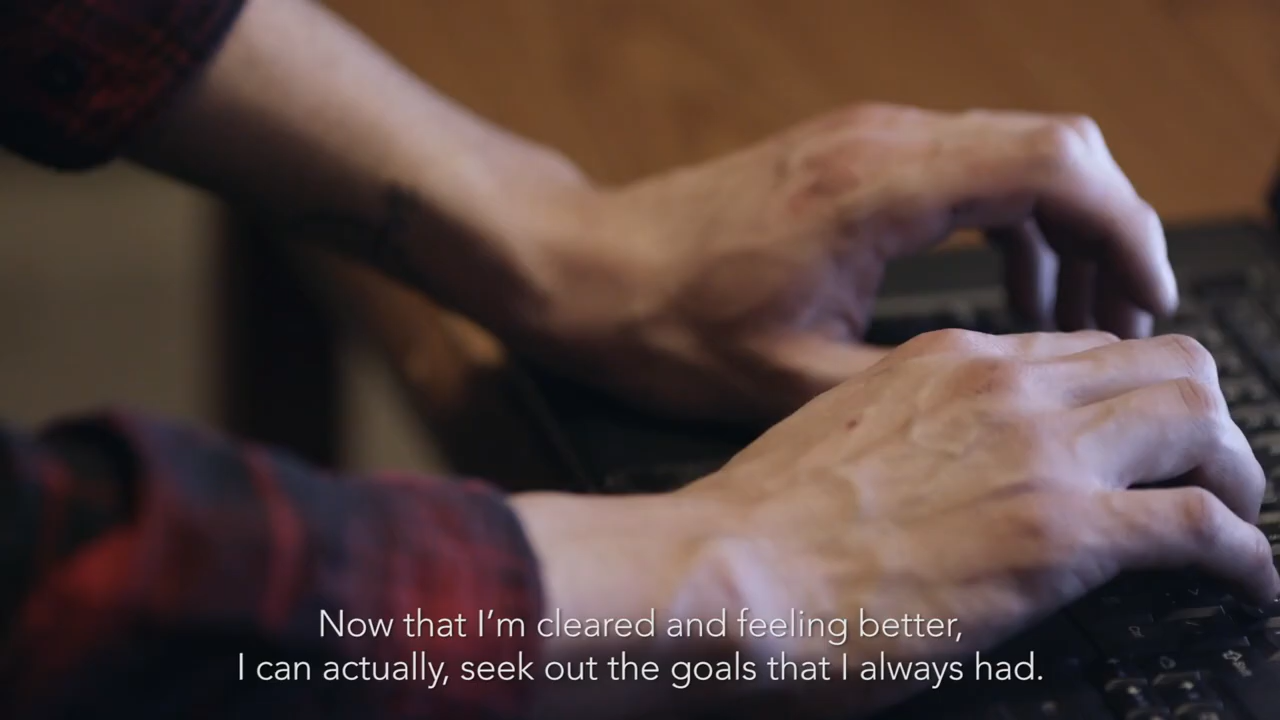 Now that I'm cleared and feeling better,
I can actually, seek out the goals that I always had.